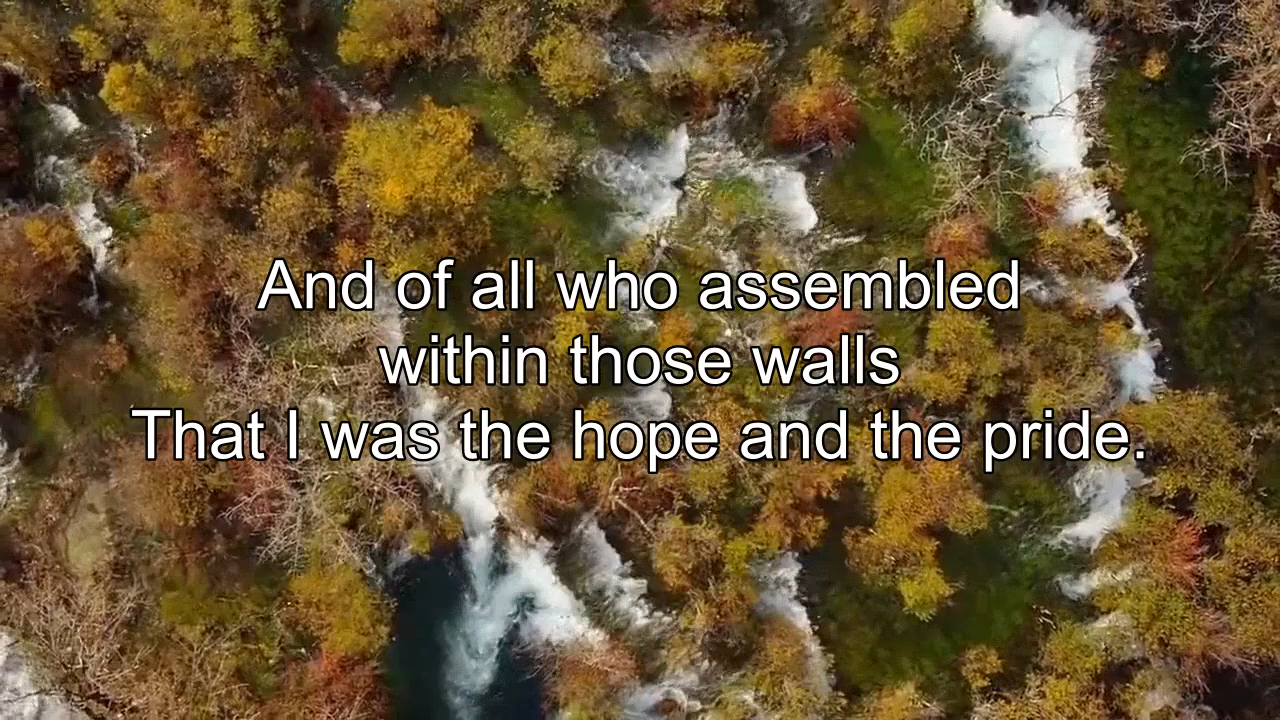 And of all who assembled
within those walls
That I was the hope and the pride.